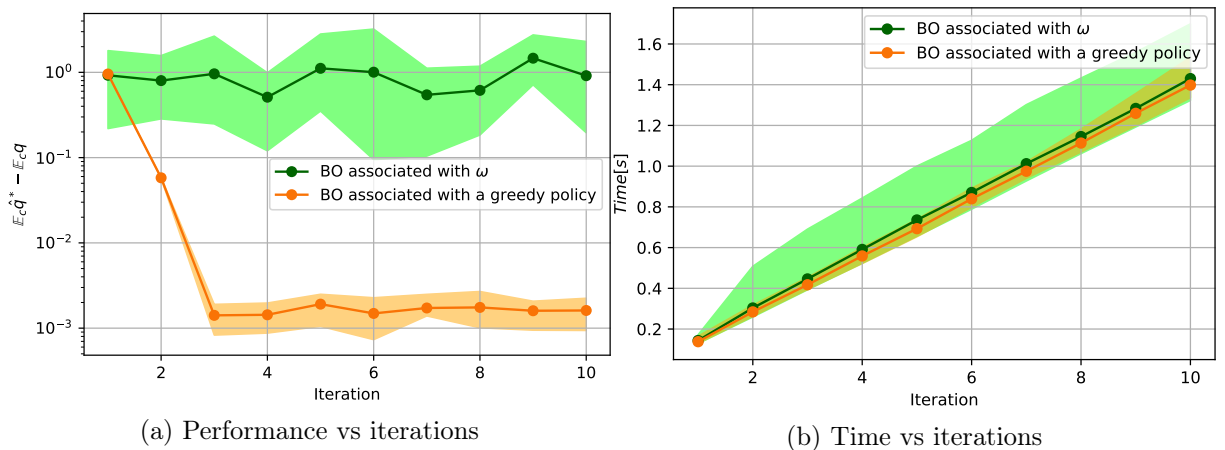 10⁰
10⁻¹
10⁻²
10⁻³
𝔼_c q̂* − 𝔼_c q
BO associated with ω
BO associated with a greedy policy
2 4 6 8 10
Iteration
(a) Performance vs iterations
1.6
1.4
1.2
1.0
0.8
0.6
0.4
0.2
Time[s]
BO associated with ω
BO associated with a greedy policy
2 4 6 8 10
Iteration
(b) Time vs iterations